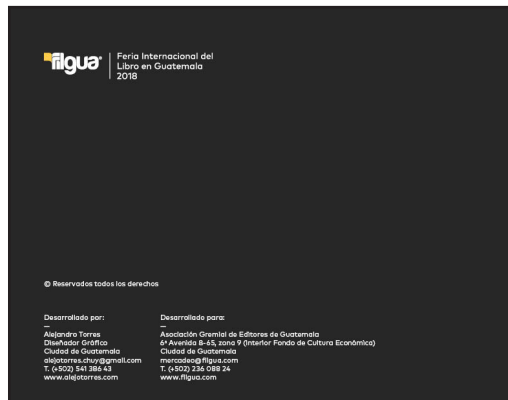 filgua
Feria Internacional del
Libro en Guatemala
2018
© Reservados todos los derechos
Desarrollado por:
—
Alejandro Torres
Diseñador Gráfico
Ciudad de Guatemala
alejotorres.chuy@gmail.com
T. (+502) 541 386 43
www.alejotorres.com
Desarrollado para:
—
Asociación Gremial de Editores de Guatemala
6ª Avenida 8-65, zona 9 (Interior Fondo de Cultura Económica)
Ciudad de Guatemala
mercadeo@filgua.com
T. (+502) 236 088 24
www.filgua.com